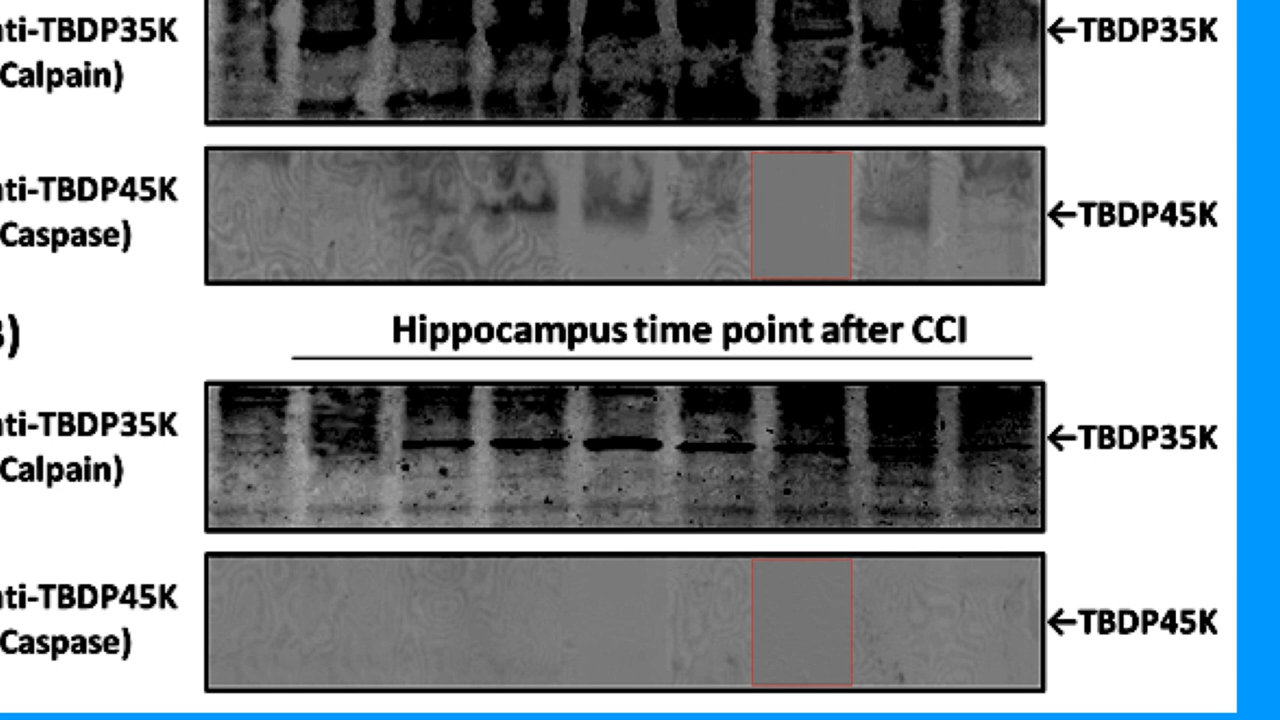 nti-TBDP35K
←TBDP35K
Calpain)
nti-TBDP45K
←TBDP45K
Caspase)
)
Hippocampus time point after CCI
nti-TBDP35K
←TBDP35K
Calpain)
nti-TBDP45K
←TBDP45K
Caspase)